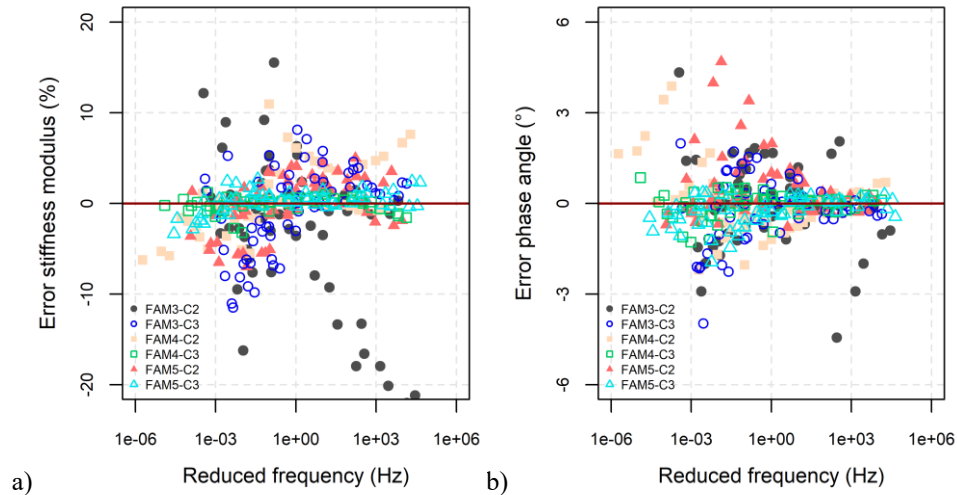 Error stiffness modulus (%)
20
10
0
-10
-20
FAM3-C2
FAM3-C3
FAM4-C2
FAM4-C3
FAM5-C2
FAM5-C3
1e-06 1e-03 1e+00 1e+03 1e+06
Reduced frequency (Hz)
a)
Error phase angle (°)
6
3
0
-3
-6
FAM3-C2
FAM3-C3
FAM4-C2
FAM4-C3
FAM5-C2
FAM5-C3
1e-06 1e-03 1e+00 1e+03 1e+06
Reduced frequency (Hz)
b)